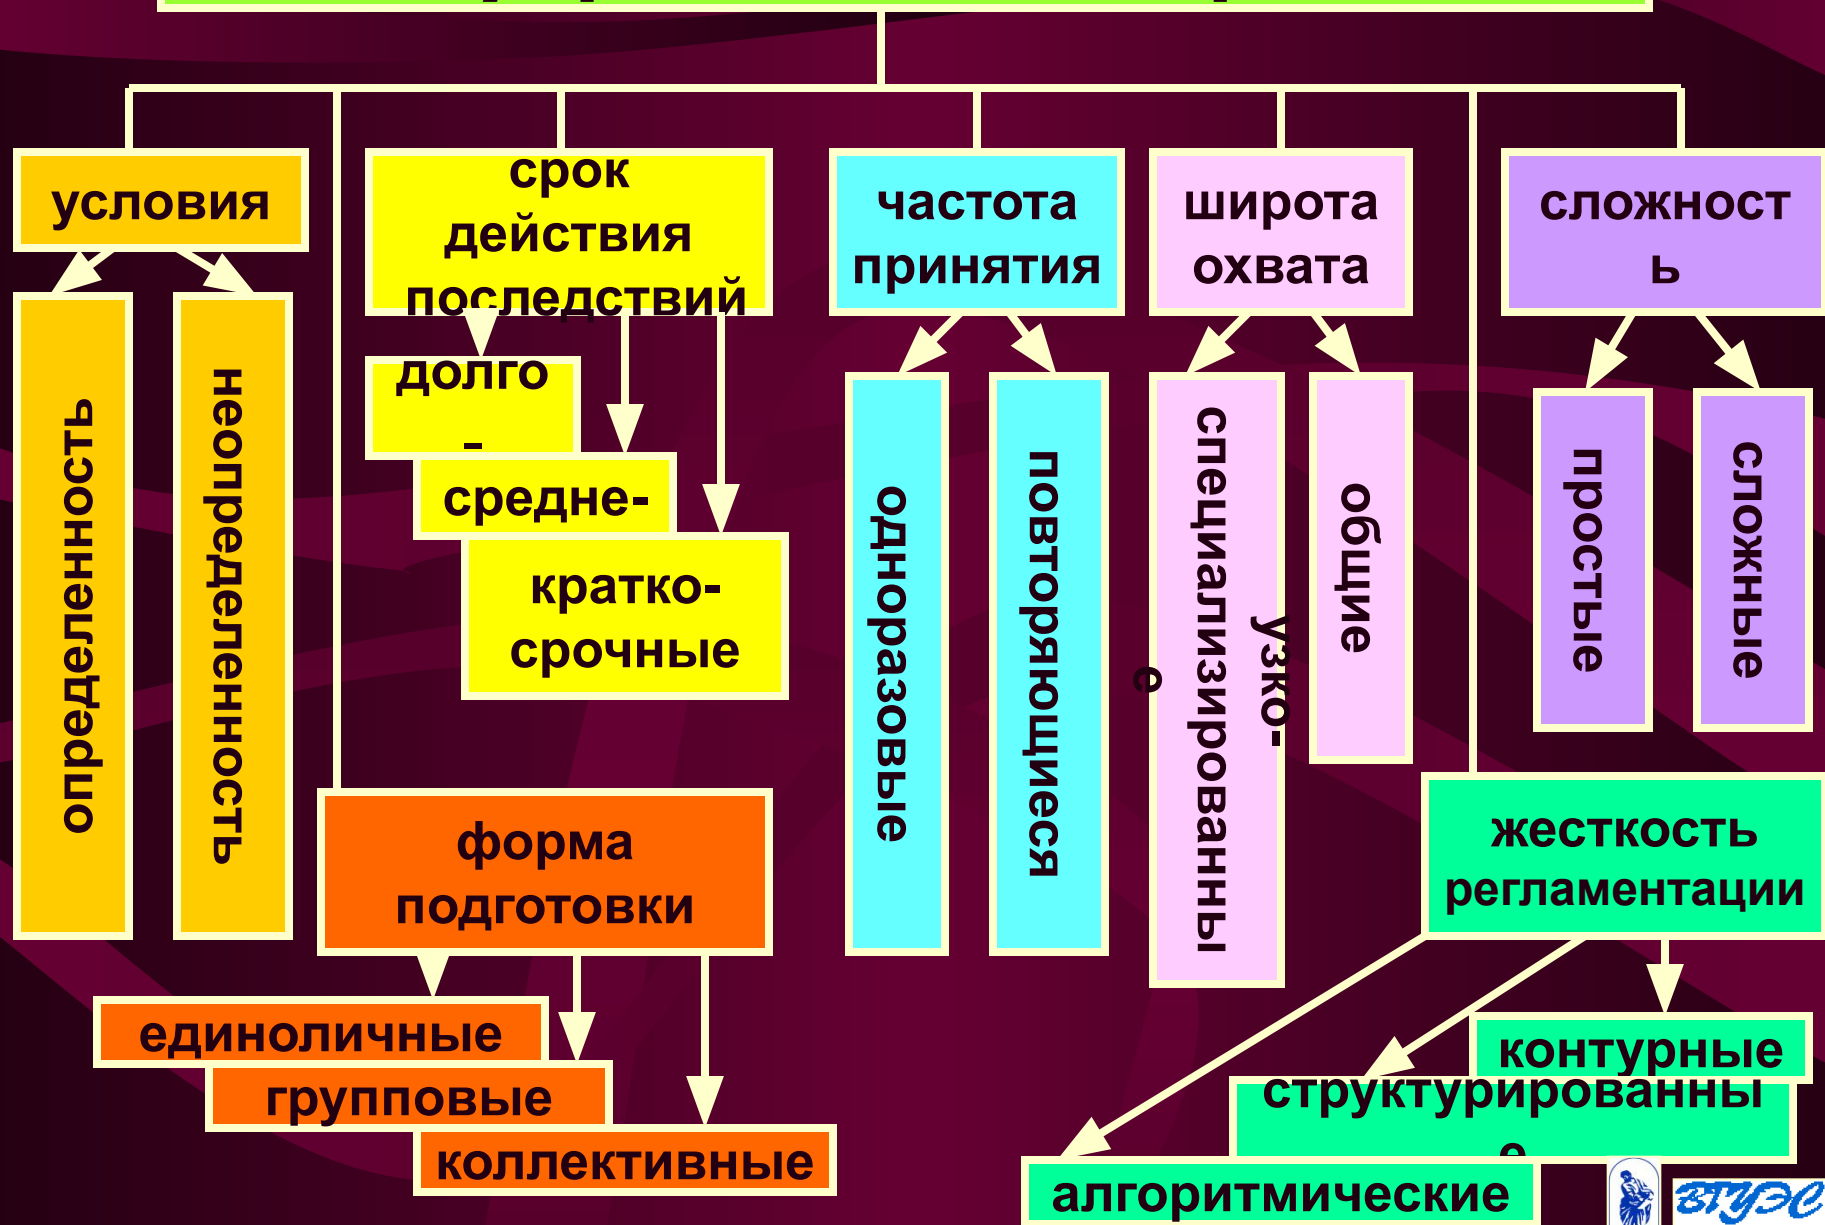 условия
определенность
неопределенность
срок
действия
последствий
долго
-
средне-
кратко-
срочные
форма
подготовки
единоличные
групповые
коллективные
частота
принятия
одноразовые
повторяющиеся
широта
охвата
узко-
специализированны
е
общие
сложност
ь
простые
сложные
жесткость
регламентации
контурные
структурированны
е
алгоритмические
ВГУЭС